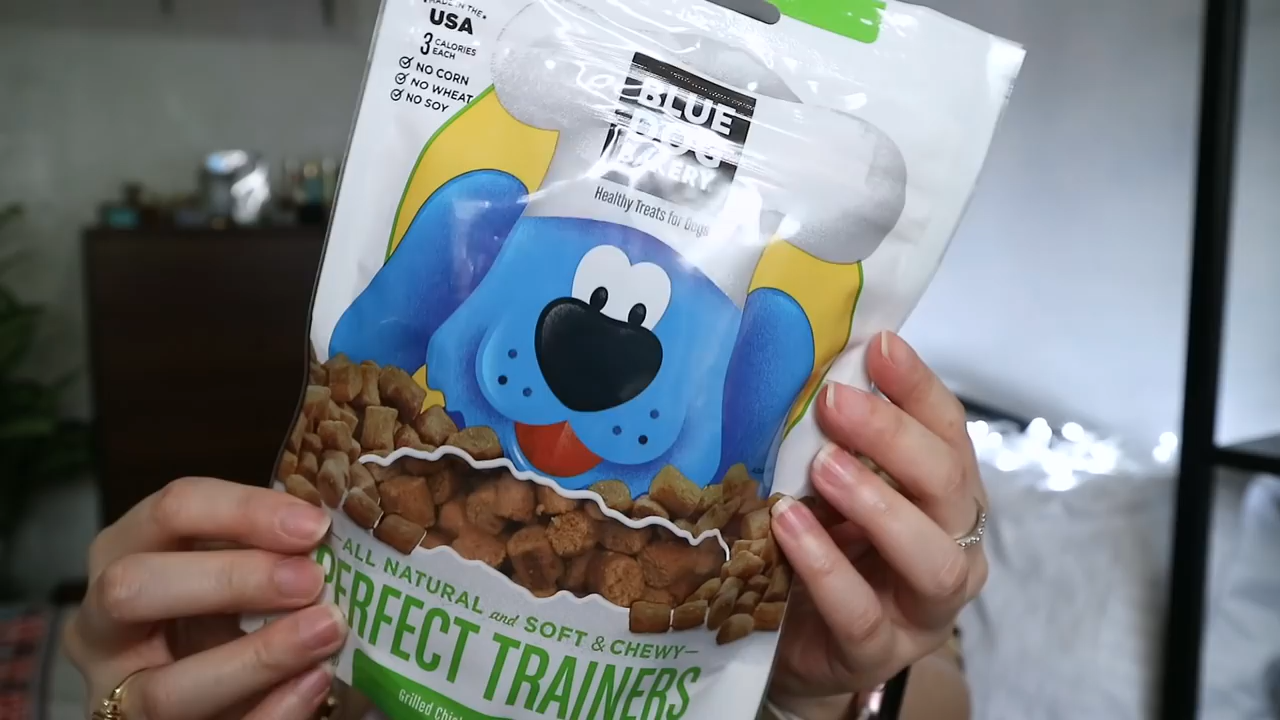 MADE IN THE
USA
3 CALORIES
EACH
NO CORN
NO WHEAT
NO SOY
BLUE
DOG
BAKERY
Healthy Treats for Dogs
ALL NATURAL and SOFT & CHEWY
PERFECT TRAINERS
Grilled